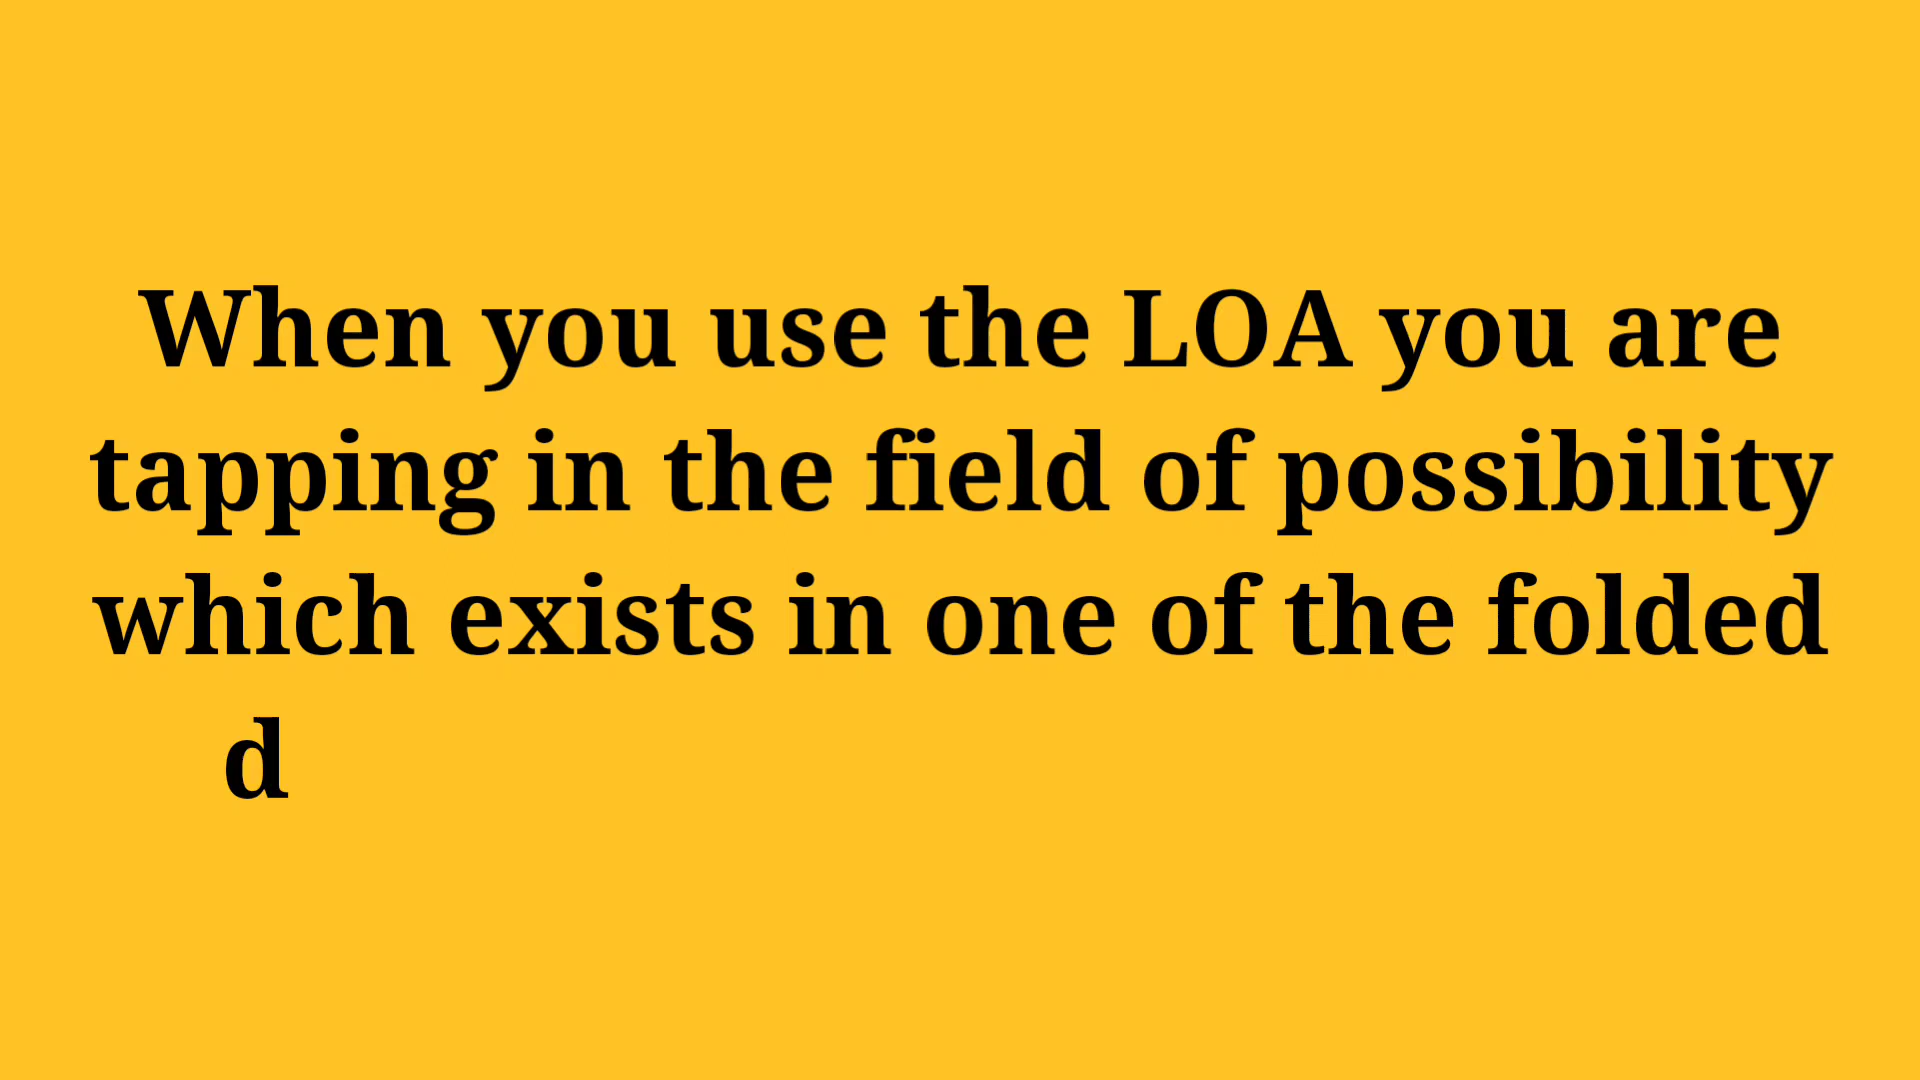 When you use the LOA you are
tapping in the field of possibility
which exists in one of the folded
d